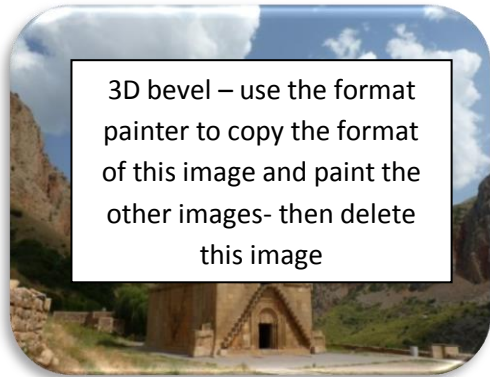 3D bevel – use the format
painter to copy the format
of this image and paint the
other images- then delete
this image